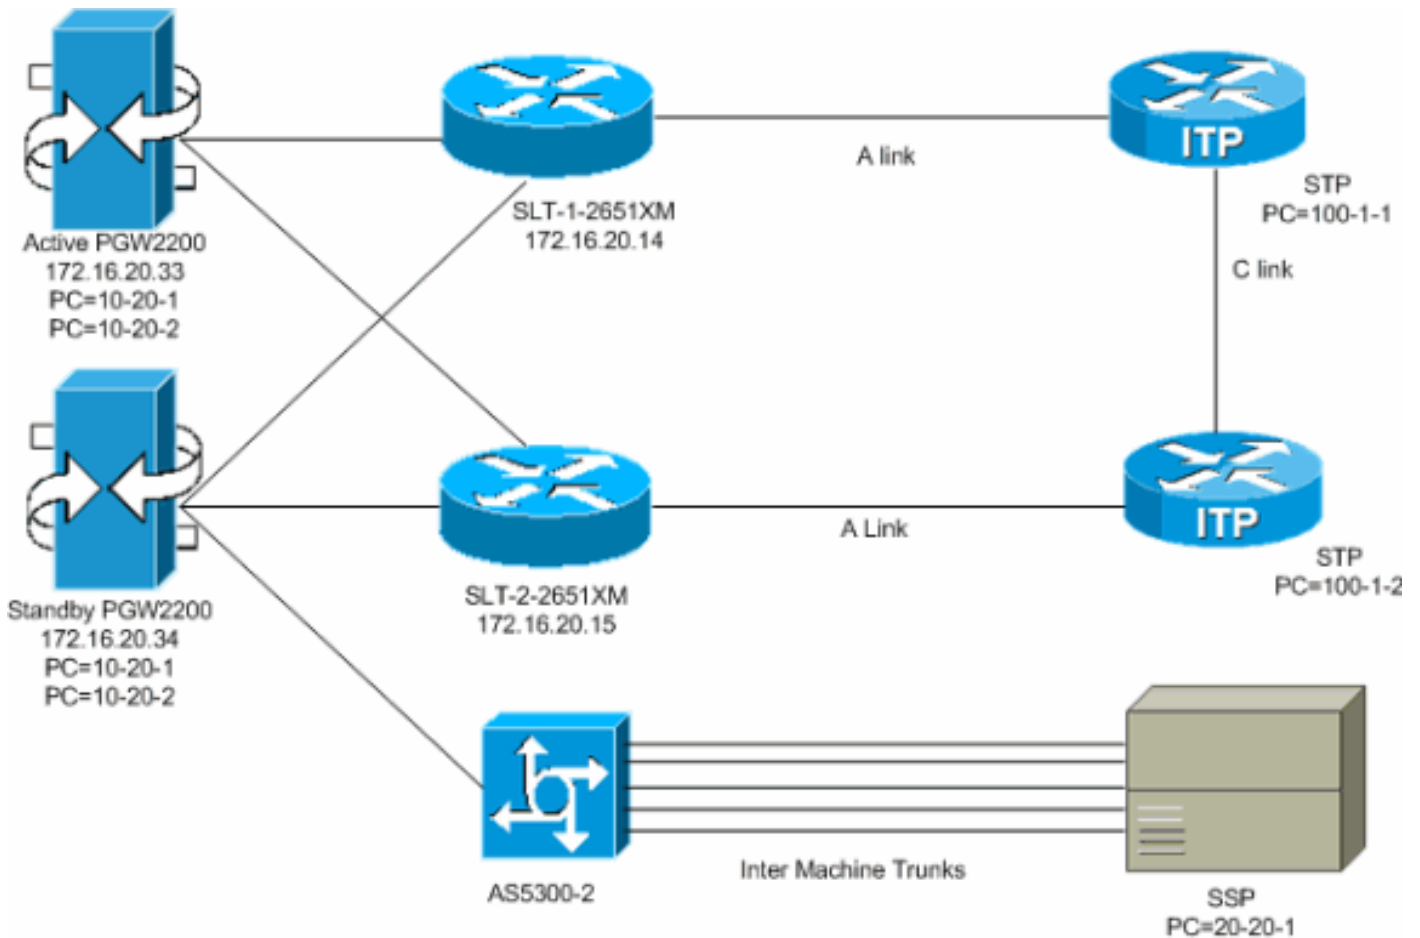 ITP
A link
STP
PC=100-1-1
SLT-1-2651XM
172.16.20.14
Active PGW2200
172.16.20.33
PC=10-20-1
PC=10-20-2
C link
ITP
A Link
STP
PC=100-1-2
SLT-2-2651XM
172.16.20.15
Standby PGW2200
172.16.20.34
PC=10-20-1
PC=10-20-2
Inter Machine Trunks
AS5300-2
SSP
PC=20-20-1